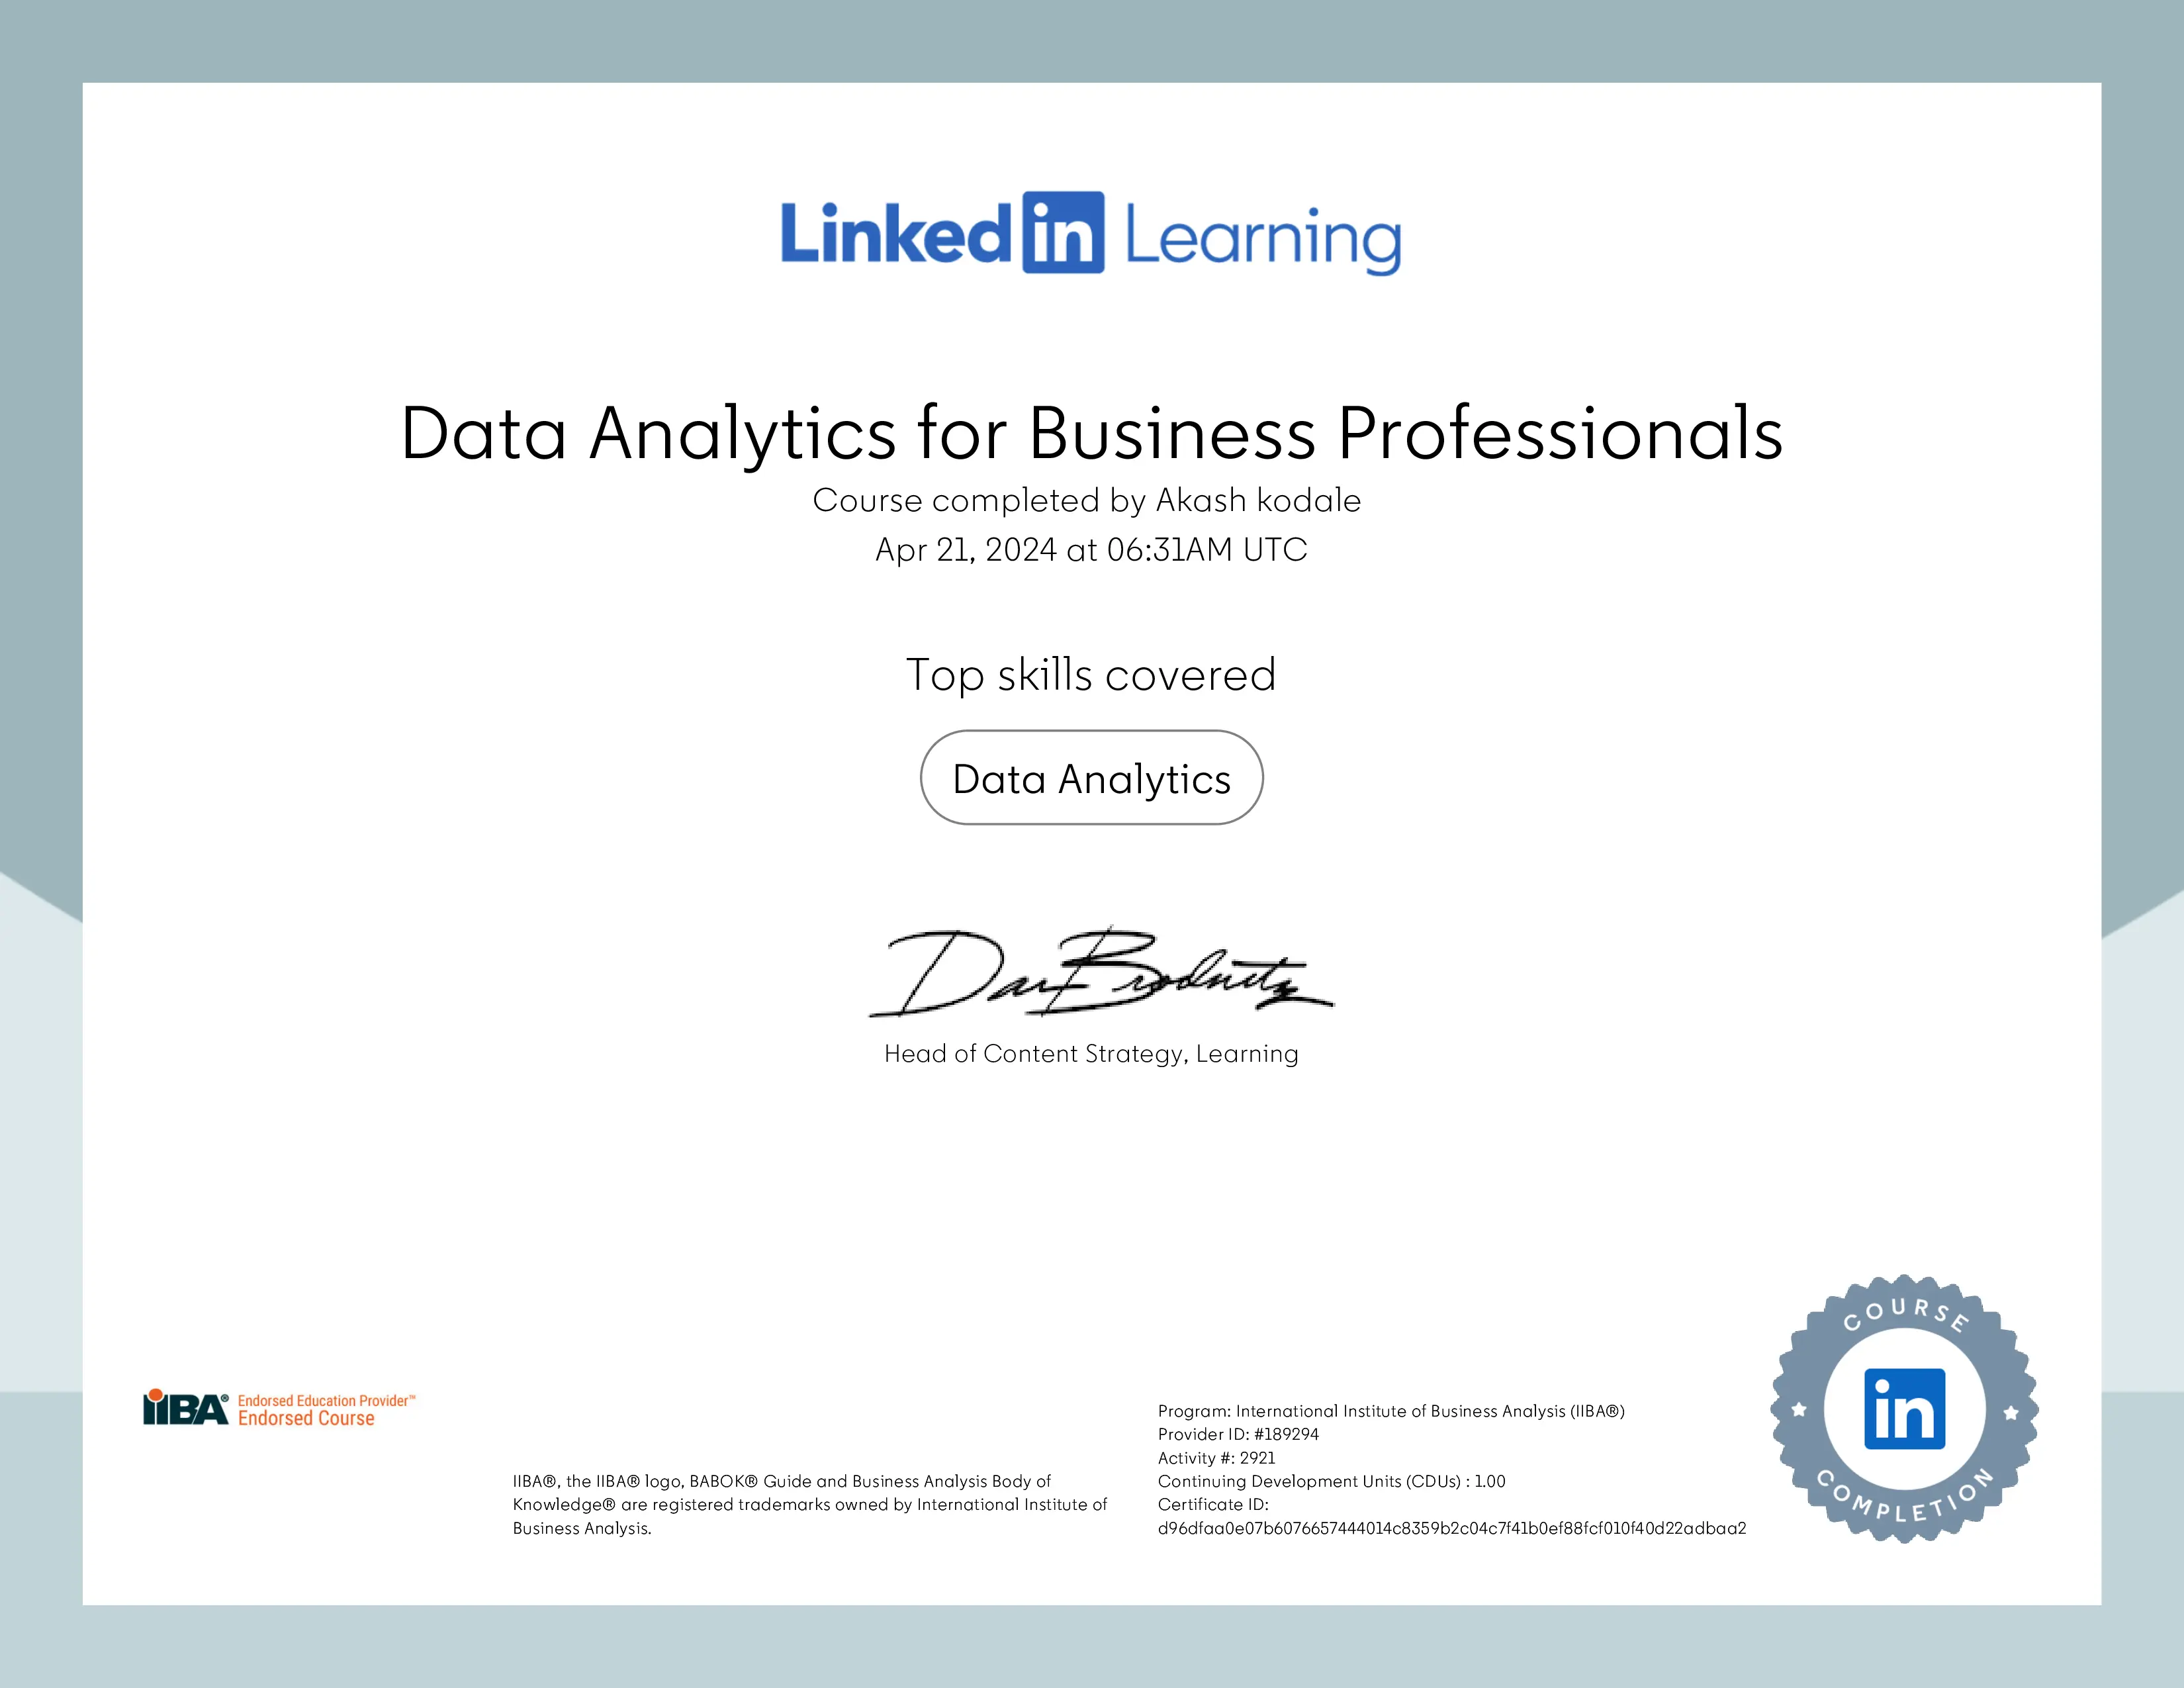 Linked in Learning
Data Analytics for Business Professionals
Course completed by Akash kodale
Apr 21, 2024 at 06:31AM UTC
Top skills covered
Data Analytics
Dan Brodnitz
Head of Content Strategy, Learning
IIBA® Endorsed Education Provider™
Endorsed Course
IIBA®, the IIBA® logo, BABOK® Guide and Business Analysis Body of
Knowledge® are registered trademarks owned by International Institute of
Business Analysis.
Program: International Institute of Business Analysis (IIBA®)
Provider ID: #189294
Activity #: 2921
Continuing Development Units (CDUs) : 1.00
Certificate ID:
d96dfaa0e07b6076657444014c8359b2c04c7f41b0ef88fcf010f40d22adbaa2
COURSE
in
COMPLETION